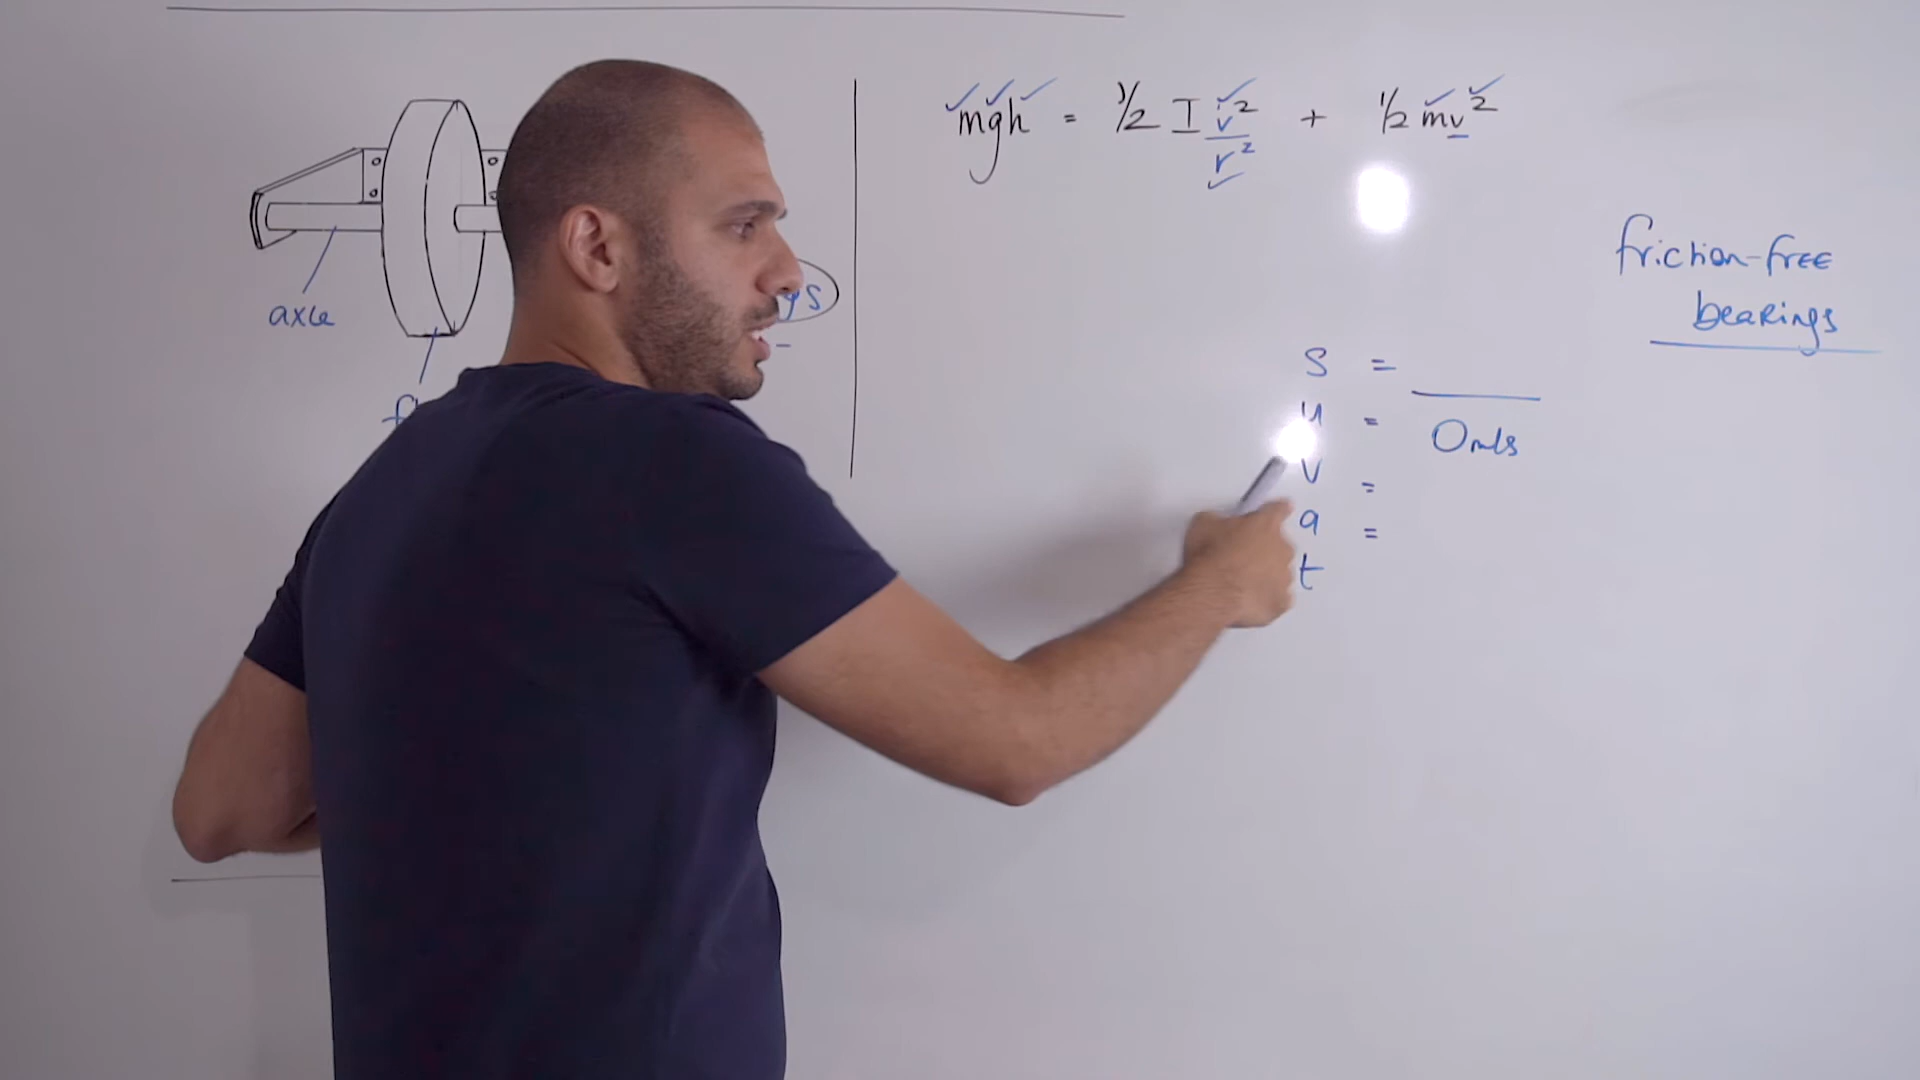 axle
mgh = 1/2 I v²/r² + 1/2 mv²
friction-free
bearings
s =
u = 0m/s
v =
a =
t